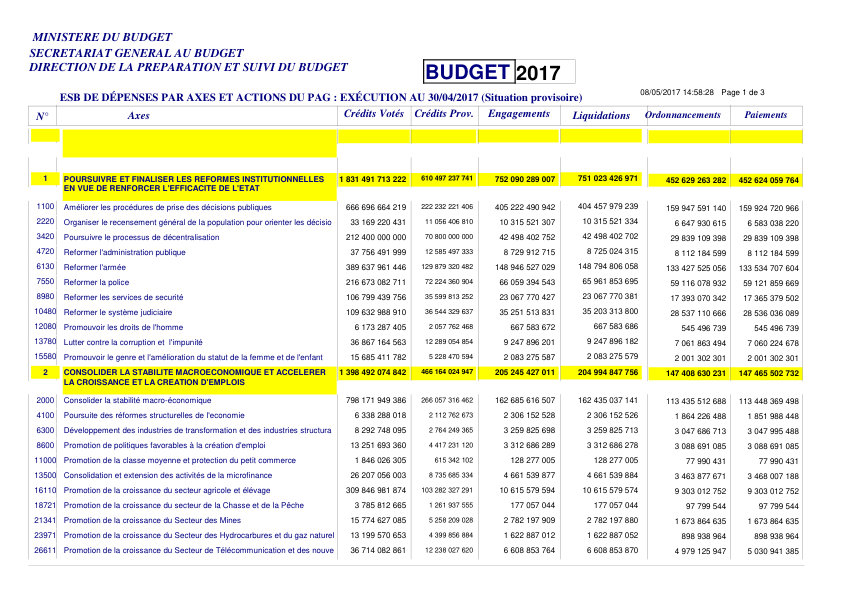 MINISTERE DU BUDGET
SECRETARIAT GENERAL AU BUDGET
DIRECTION DE LA PREPARATION ET SUIVI DU BUDGET
BUDGET 2017
08/05/2017 14:58:28 Page 1 de 3
ESB DE DÉPENSES PAR AXES ET ACTIONS DU PAG : EXÉCUTION AU 30/04/2017 (Situation provisoire)
N° Axes Crédits Votés Crédits Prov. Engagements Liquidations Ordonnancements Paiements
1 POURSUIVRE ET FINALISER LES REFORMES INSTITUTIONNELLES 1 831 491 713 222 610 497 237 741 752 090 289 007 751 023 426 971 452 629 263 282 452 624 059 764
EN VUE DE RENFORCER L'EFFICACITE DE L'ETAT
1100 Améliorer les procédures de prise des décisions publiques 666 696 664 219 222 232 221 406 405 222 490 942 404 457 979 239 159 947 591 140 159 924 720 966
2220 Organiser le recensement général de la population pour orienter les décisio 33 169 220 431 11 056 406 810 10 315 521 307 10 315 521 334 6 647 930 615 6 583 038 220
3420 Poursuivre le processus de décentralisation 212 400 000 000 70 800 000 000 42 498 402 752 42 498 402 702 29 839 109 398 29 839 109 398
4720 Reformer l'administration publique 37 756 491 999 12 585 497 333 8 729 912 715 8 725 024 315 8 112 184 599 8 112 184 599
6130 Reformer l'armée 389 637 961 446 129 879 320 482 148 946 527 029 148 794 806 058 133 427 525 056 133 534 707 604
7550 Reformer la police 216 673 082 711 72 224 360 904 66 059 394 543 65 961 853 695 59 116 078 932 59 121 859 669
8980 Reformer les services de securité 106 799 439 756 35 599 813 252 23 067 770 427 23 067 770 381 17 393 070 342 17 365 379 502
10480 Reformer le système judiciaire 109 632 988 910 36 544 329 637 35 251 513 831 35 203 313 800 28 537 110 666 28 536 036 089
12080 Promouvoir les droits de l'homme 6 173 287 405 2 057 762 468 667 583 672 667 583 686 545 496 739 545 496 739
13780 Lutter contre la corruption et l'impunité 36 867 164 563 12 289 054 854 9 247 896 201 9 247 896 182 7 061 863 494 7 060 224 678
15580 Promouvoir le genre et l'amélioration du statut de la femme et de l'enfant 15 685 411 782 5 228 470 594 2 083 275 587 2 083 275 579 2 001 302 301 2 001 302 301
2 CONSOLIDER LA STABILITE MACROECONOMIQUE ET ACCELERER 1 398 492 074 842 466 164 024 947 205 245 427 011 204 994 847 756 147 408 630 231 147 465 502 732
LA CROISSANCE ET LA CREATION D'EMPLOIS
2000 Consolider la stabilité macro-économique 798 171 949 386 266 057 316 462 162 685 616 507 162 435 037 141 113 435 512 688 113 448 369 498
4100 Poursuite des réformes structurelles de l'economie 6 338 288 018 2 112 762 673 2 306 152 528 2 306 152 526 1 864 226 488 1 851 988 448
6300 Développement des industries de transformation et des industries structura 8 292 748 095 2 764 249 365 3 259 825 698 3 259 825 713 3 047 686 713 3 047 995 488
8600 Promotion de politiques favorables à la création d'emploi 13 251 693 360 4 417 231 120 3 312 686 289 3 312 686 278 3 088 691 085 3 088 691 085
11000 Promotion de la classe moyenne et protection du petit commerce 1 846 026 305 615 342 102 128 277 005 128 277 005 77 990 431 77 990 431
13500 Consolidation et extension des activités de la microfinance 26 207 056 003 8 735 685 334 4 661 539 877 4 661 539 884 3 463 877 671 3 468 007 188
16110 Promotion de la croissance du secteur agricole et élévage 309 846 981 874 103 282 327 291 10 615 579 594 10 615 579 574 9 303 012 752 9 303 012 752
18721 Promotion de la croissance du secteur de la Chasse et de la Pêche 3 785 812 665 1 261 937 555 177 057 044 177 057 044 97 799 544 97 799 544
21341 Promotion de la croissance du Secteur des Mines 15 774 627 085 5 258 209 028 2 782 197 909 2 782 197 880 1 673 864 635 1 673 864 635
23971 Promotion de la croissance du Secteur des Hydrocarbures et du gaz naturel 13 199 570 653 4 399 856 884 1 622 887 012 1 622 887 052 898 938 964 898 938 964
26611 Promotion de la croissance du Secteur de Télécommunication et des nouve 36 714 082 861 12 238 027 620 6 608 853 764 6 608 853 870 4 979 125 947 5 030 941 385